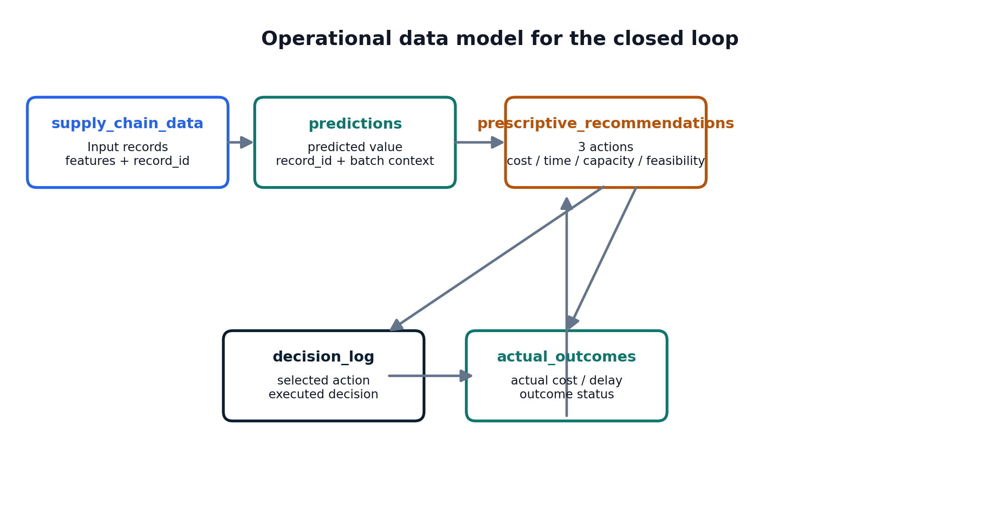 Operational data model for the closed loop
supply_chain_data
Input records
features + record_id
predictions
predicted value
record_id + batch context
prescriptive_recommendations
3 actions
cost / time / capacity / feasibility
decision_log
selected action
executed decision
actual_outcomes
actual cost / delay
outcome status